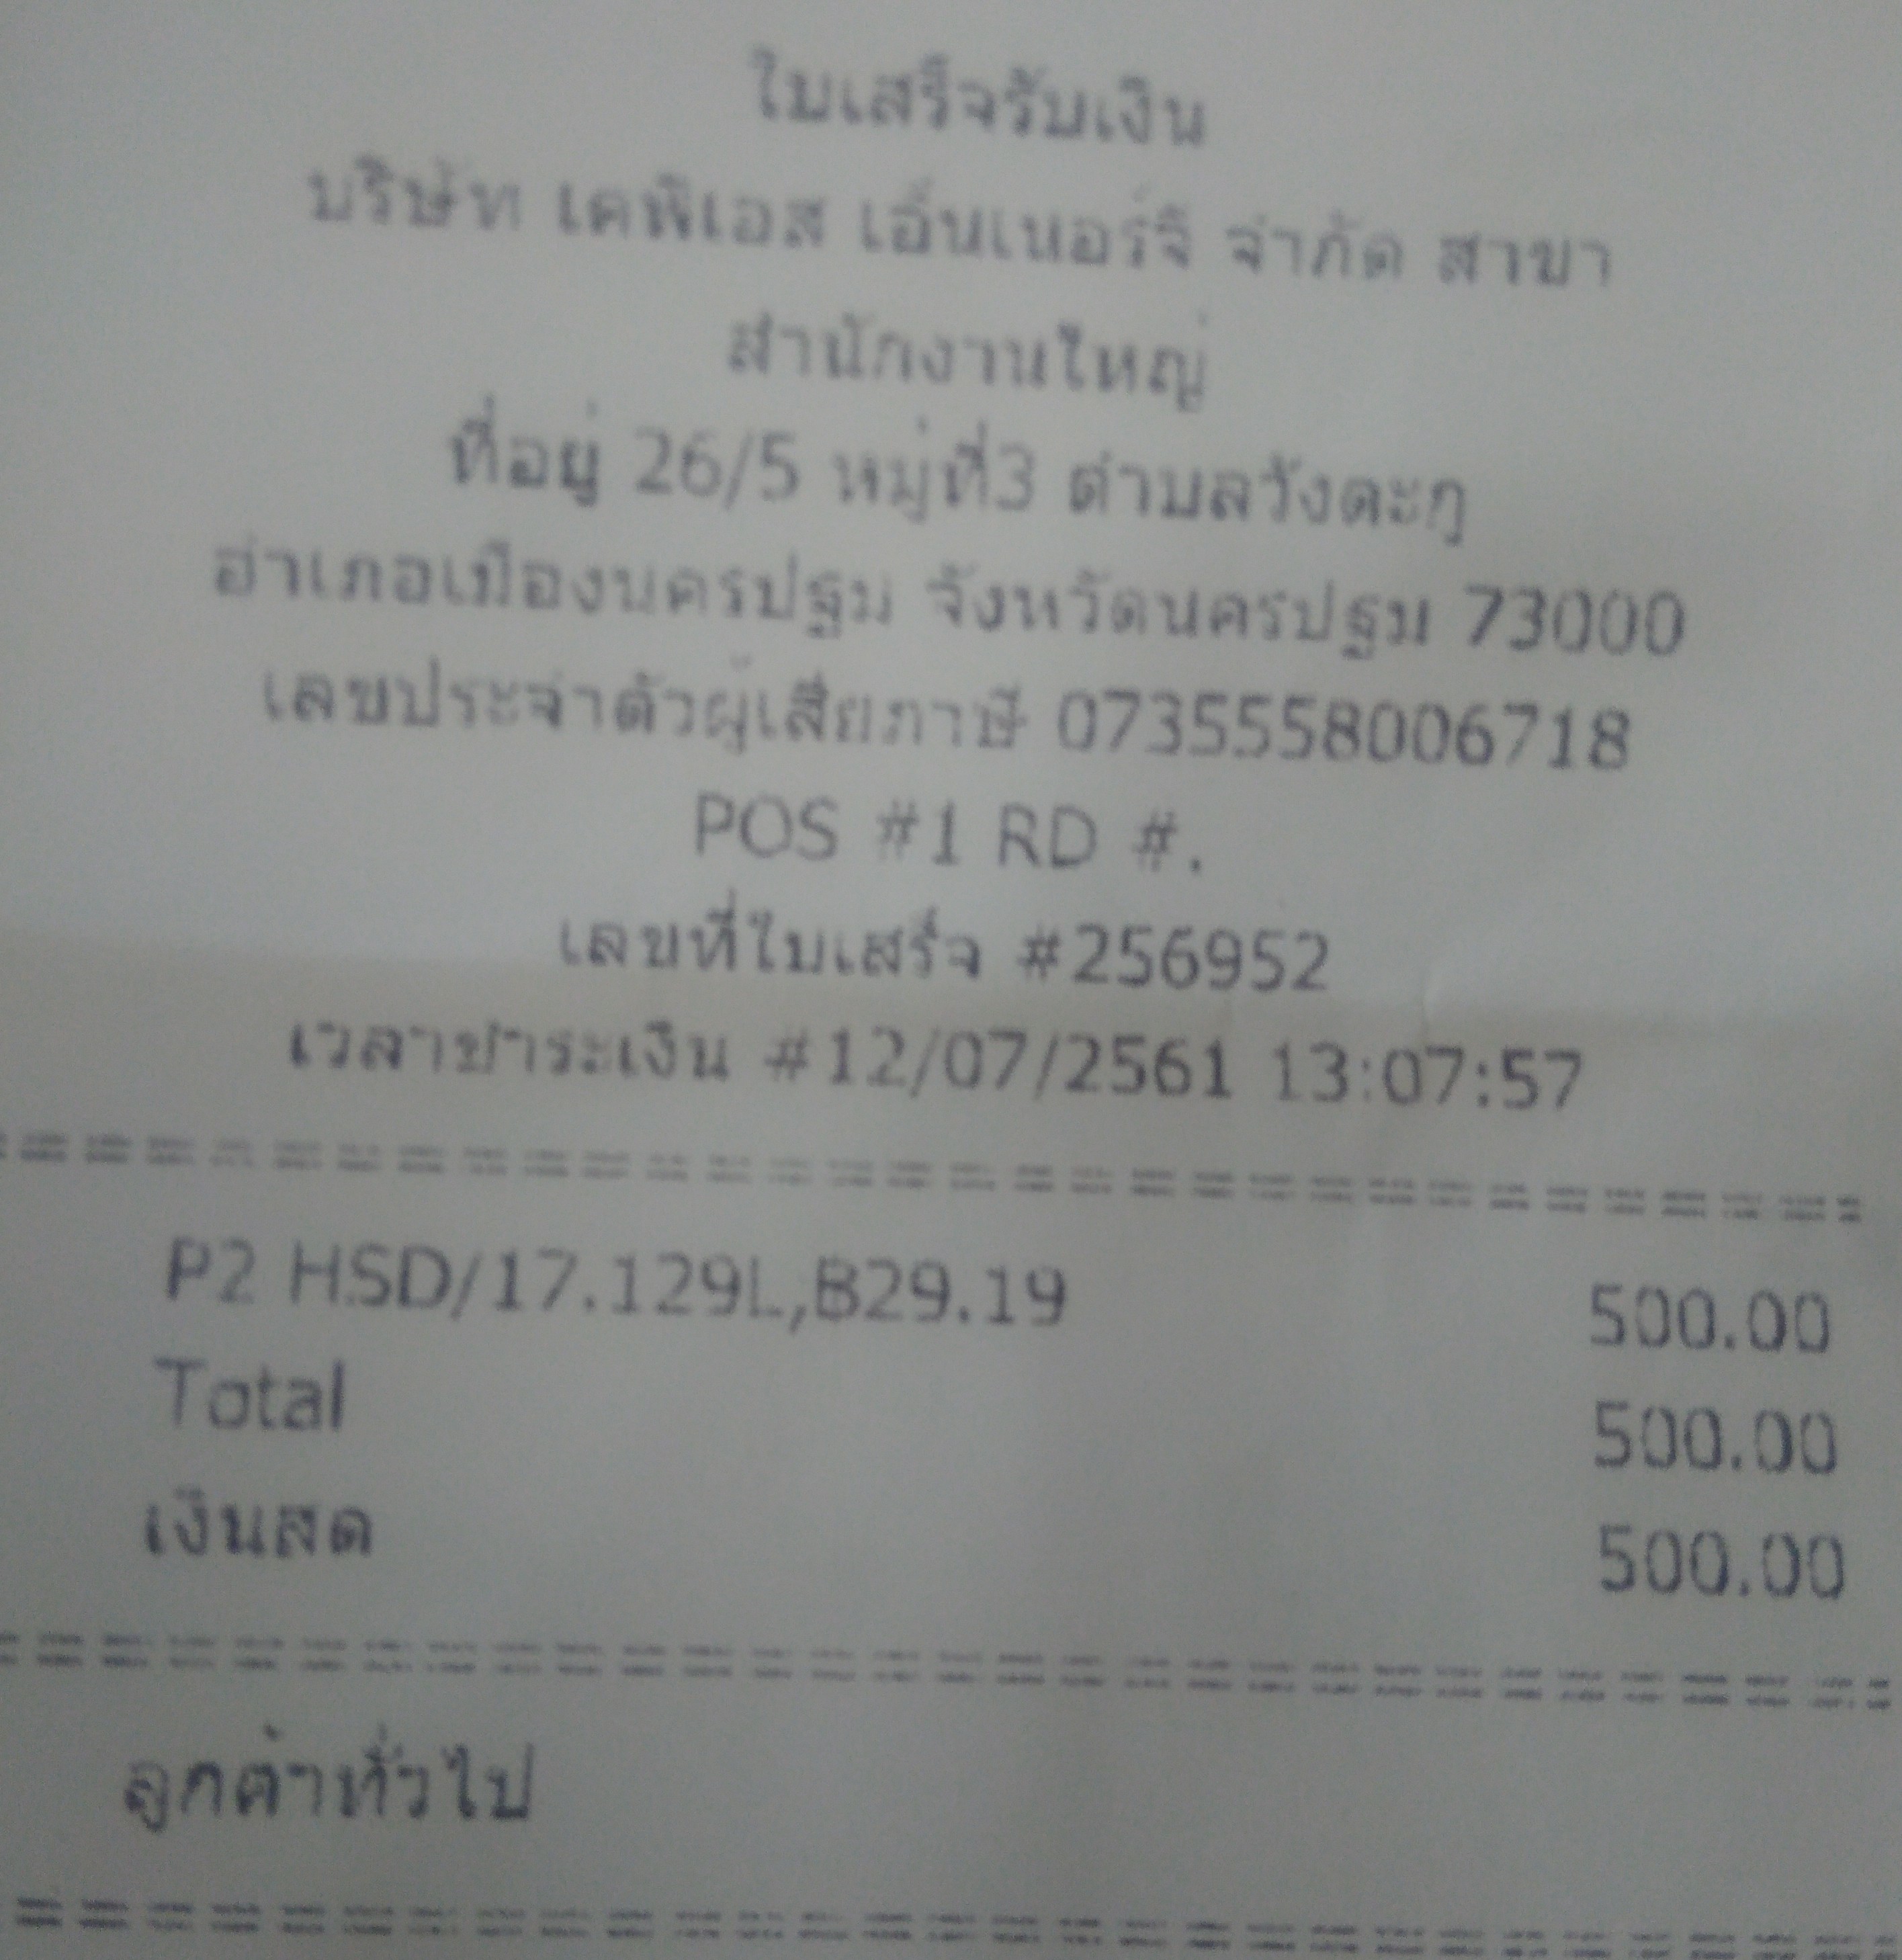 ใบเสร็จรับเงิน
บริษัท เคพีเอส เอ็นเนอร์จี จำกัด สาขา
สำนักงานใหญ่
ที่อยู่ 26/5 หมู่ที่3 ตำบลวังตะกู
อำเภอเมืองนครปฐม จังหวัดนครปฐม 73000
เลขประจำตัวผู้เสียภาษี 0735558006718
POS #1 RD #.
เลขที่ใบเสร็จ #256952
เวลาชำระเงิน #12/07/2561 13:07:57
P2 HSD/17.129L,B29.19 500.00
Total 500.00
เงินสด 500.00
ลูกค้าทั่วไป